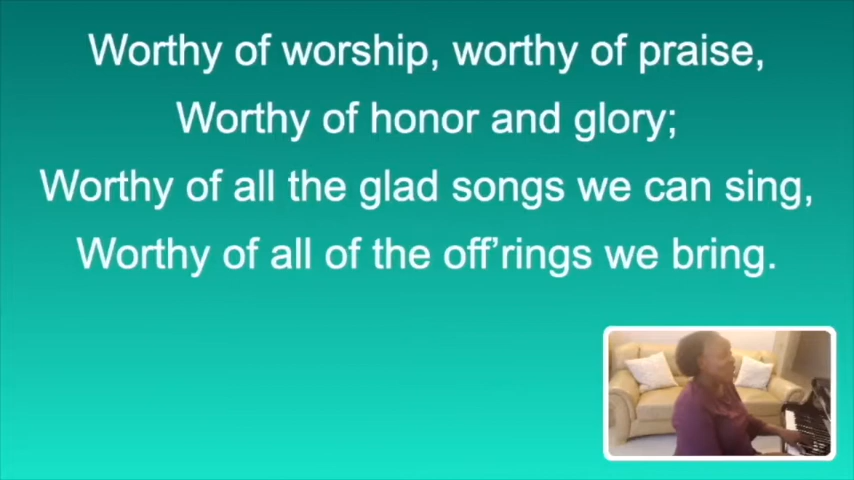 Worthy of worship, worthy of praise,
Worthy of honor and glory;
Worthy of all the glad songs we can sing,
Worthy of all of the off’rings we bring.